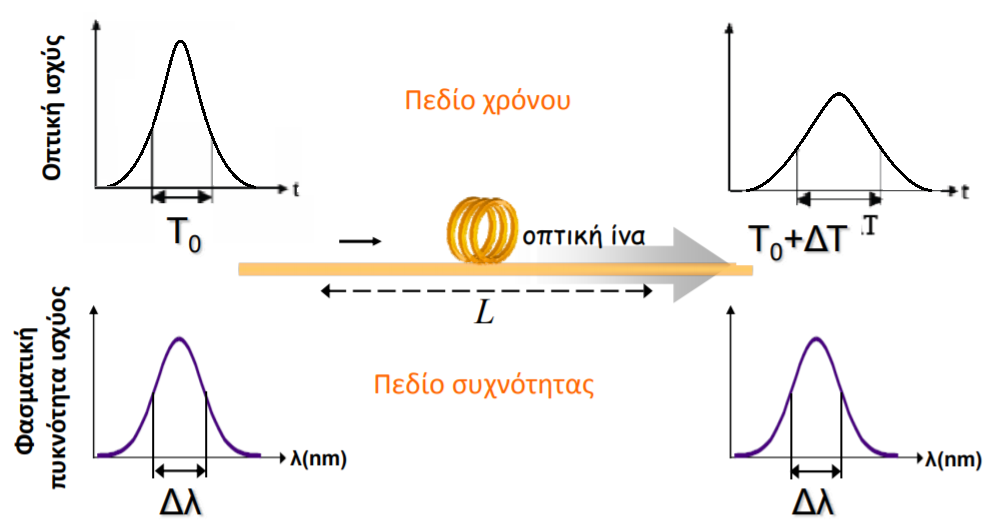 Οπτική ισχύς
Πεδίο χρόνου
t
t
T₀
οπτική ίνα
T₀+ΔT
L
Φασματική
πυκνότητα ισχύος
Πεδίο συχνότητας
λ(nm)
λ(nm)
Δλ
Δλ